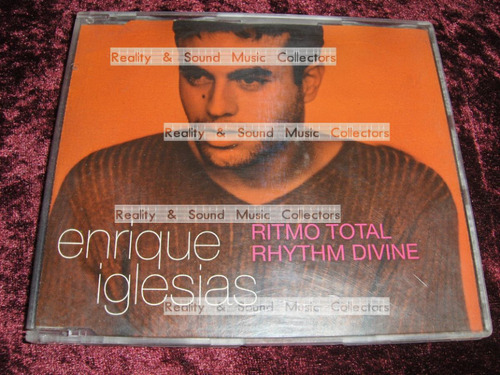 Reality & Sound Music Collectors
Reality & Sound Music Collectors
Reality & Sound Music Collectors
enrique
iglesias
RITMO TOTAL
RHYTHM DIVINE
Reality & Sound Music Collectors